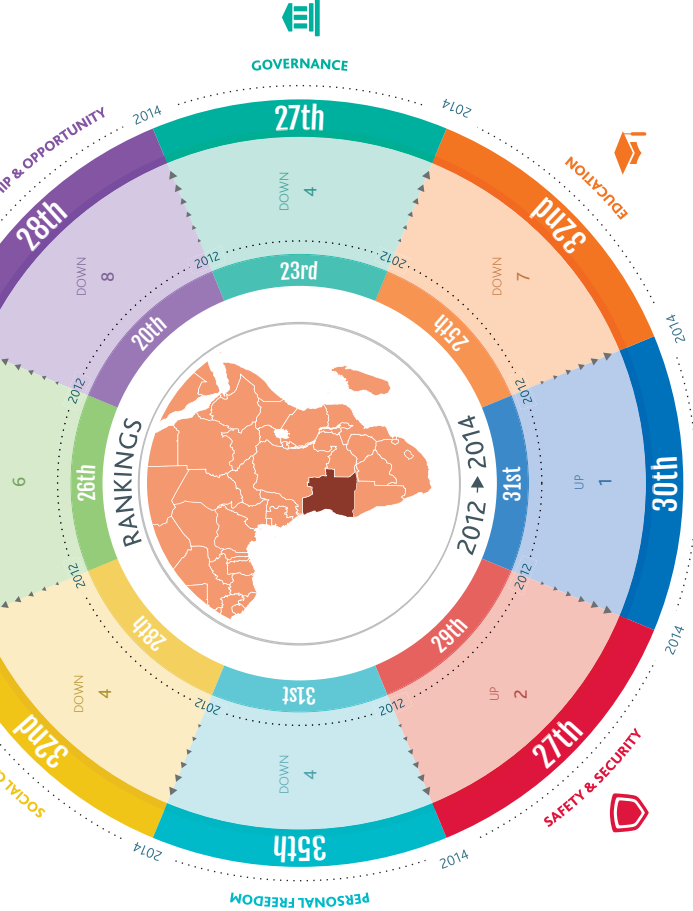 GOVERNANCE
2014
27th
DOWN
4
2012
23rd
EDUCATION
2014
32nd
DOWN
7
2012
25th
2014
30th
UP
1
2012
31st
SAFETY & SECURITY
2014
27th
UP
2
2012
29th
PERSONAL FREEDOM
2014
35th
DOWN
4
2012
31st
SOCIAL
2014
32nd
DOWN
4
2012
28th
6
2012
26th
& OPPORTUNITY
2014
28th
DOWN
8
2012
20th
RANKINGS
2012 2014